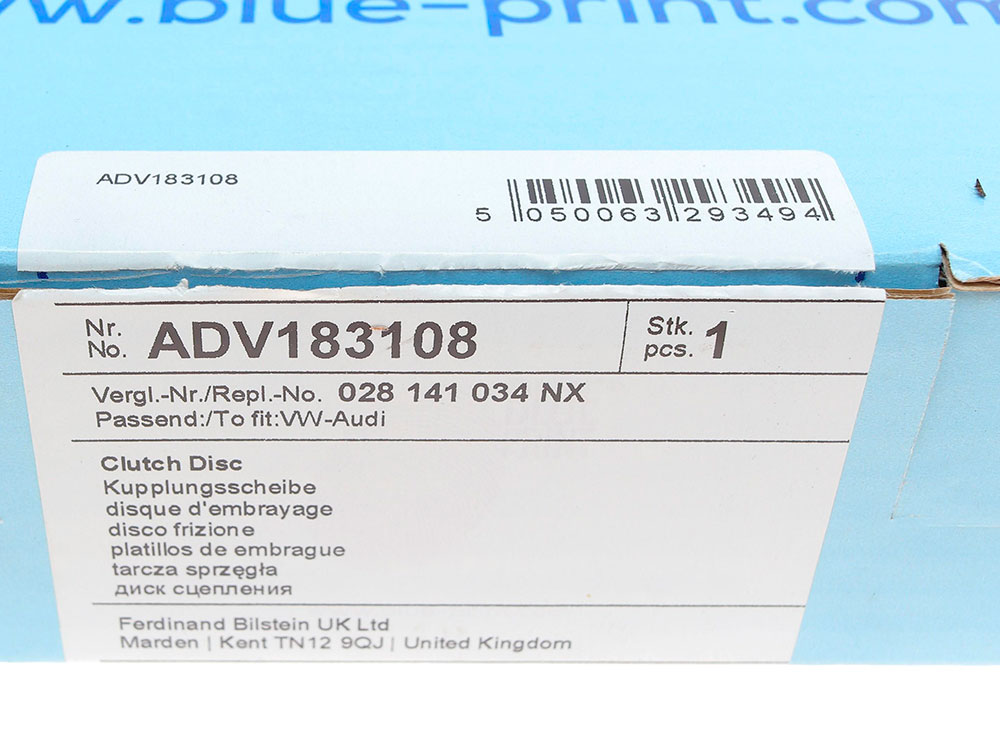 www.blue-print.com
ADV183108
5 050063 293494
Nr.
No. ADV183108
Stk.
pcs. 1
Vergl.-Nr./Repl.-No. 028 141 034 NX
Passend:/To fit:VW-Audi
Clutch Disc
Kupplungsscheibe
disque d'embrayage
disco frizione
platillos de embrague
tarcza sprzęgła
диск сцепления
Ferdinand Bilstein UK Ltd
Marden | Kent TN12 9QJ | United Kingdom